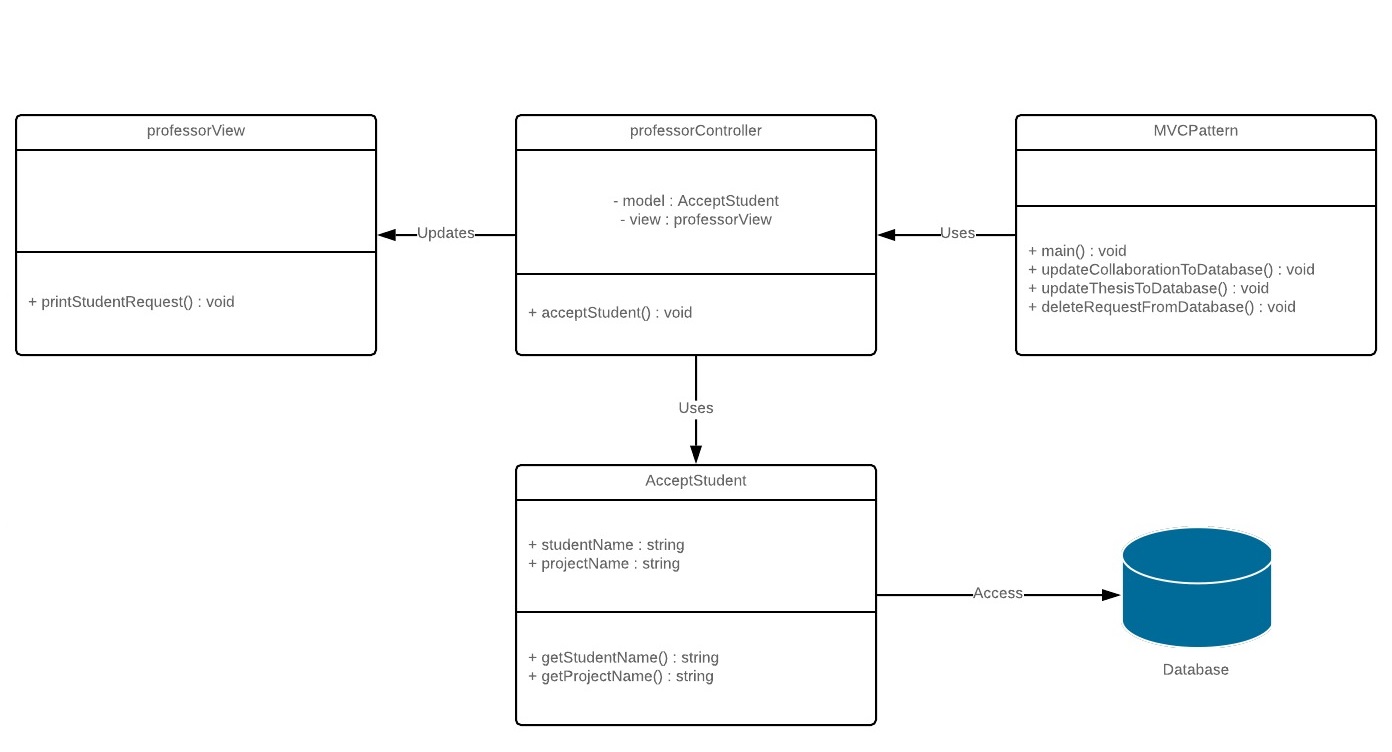 professorView
+ printStudentRequest() : void
Updates
professorController
- model : AcceptStudent
- view : professorView
+ acceptStudent() : void
Uses
MVCPattern
+ main() : void
+ updateCollaborationToDatabase() : void
+ updateThesisToDatabase() : void
+ deleteRequestFromDatabase() : void
Uses
AcceptStudent
+ studentName : string
+ projectName : string
+ getStudentName() : string
+ getProjectName() : string
Access
Database